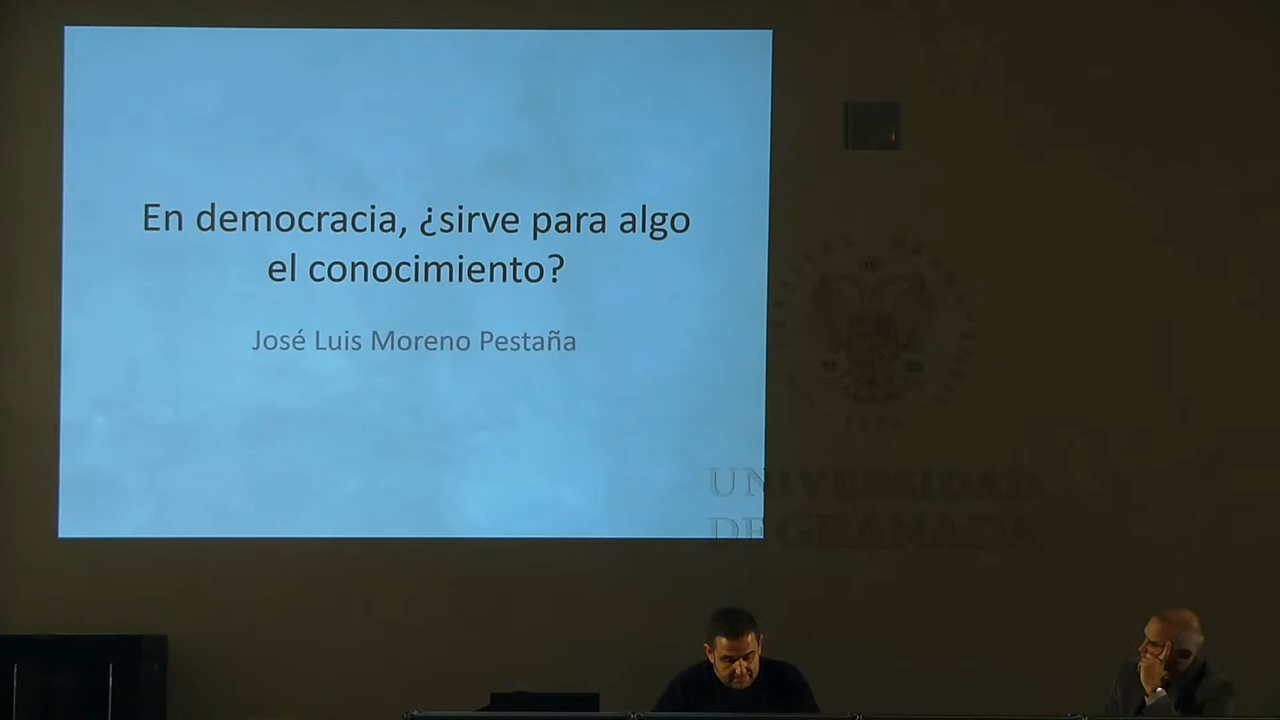 En democracia, ¿sirve para algo
el conocimiento?
José Luis Moreno Pestaña
UNIVERSIDAD
DE GRANADA